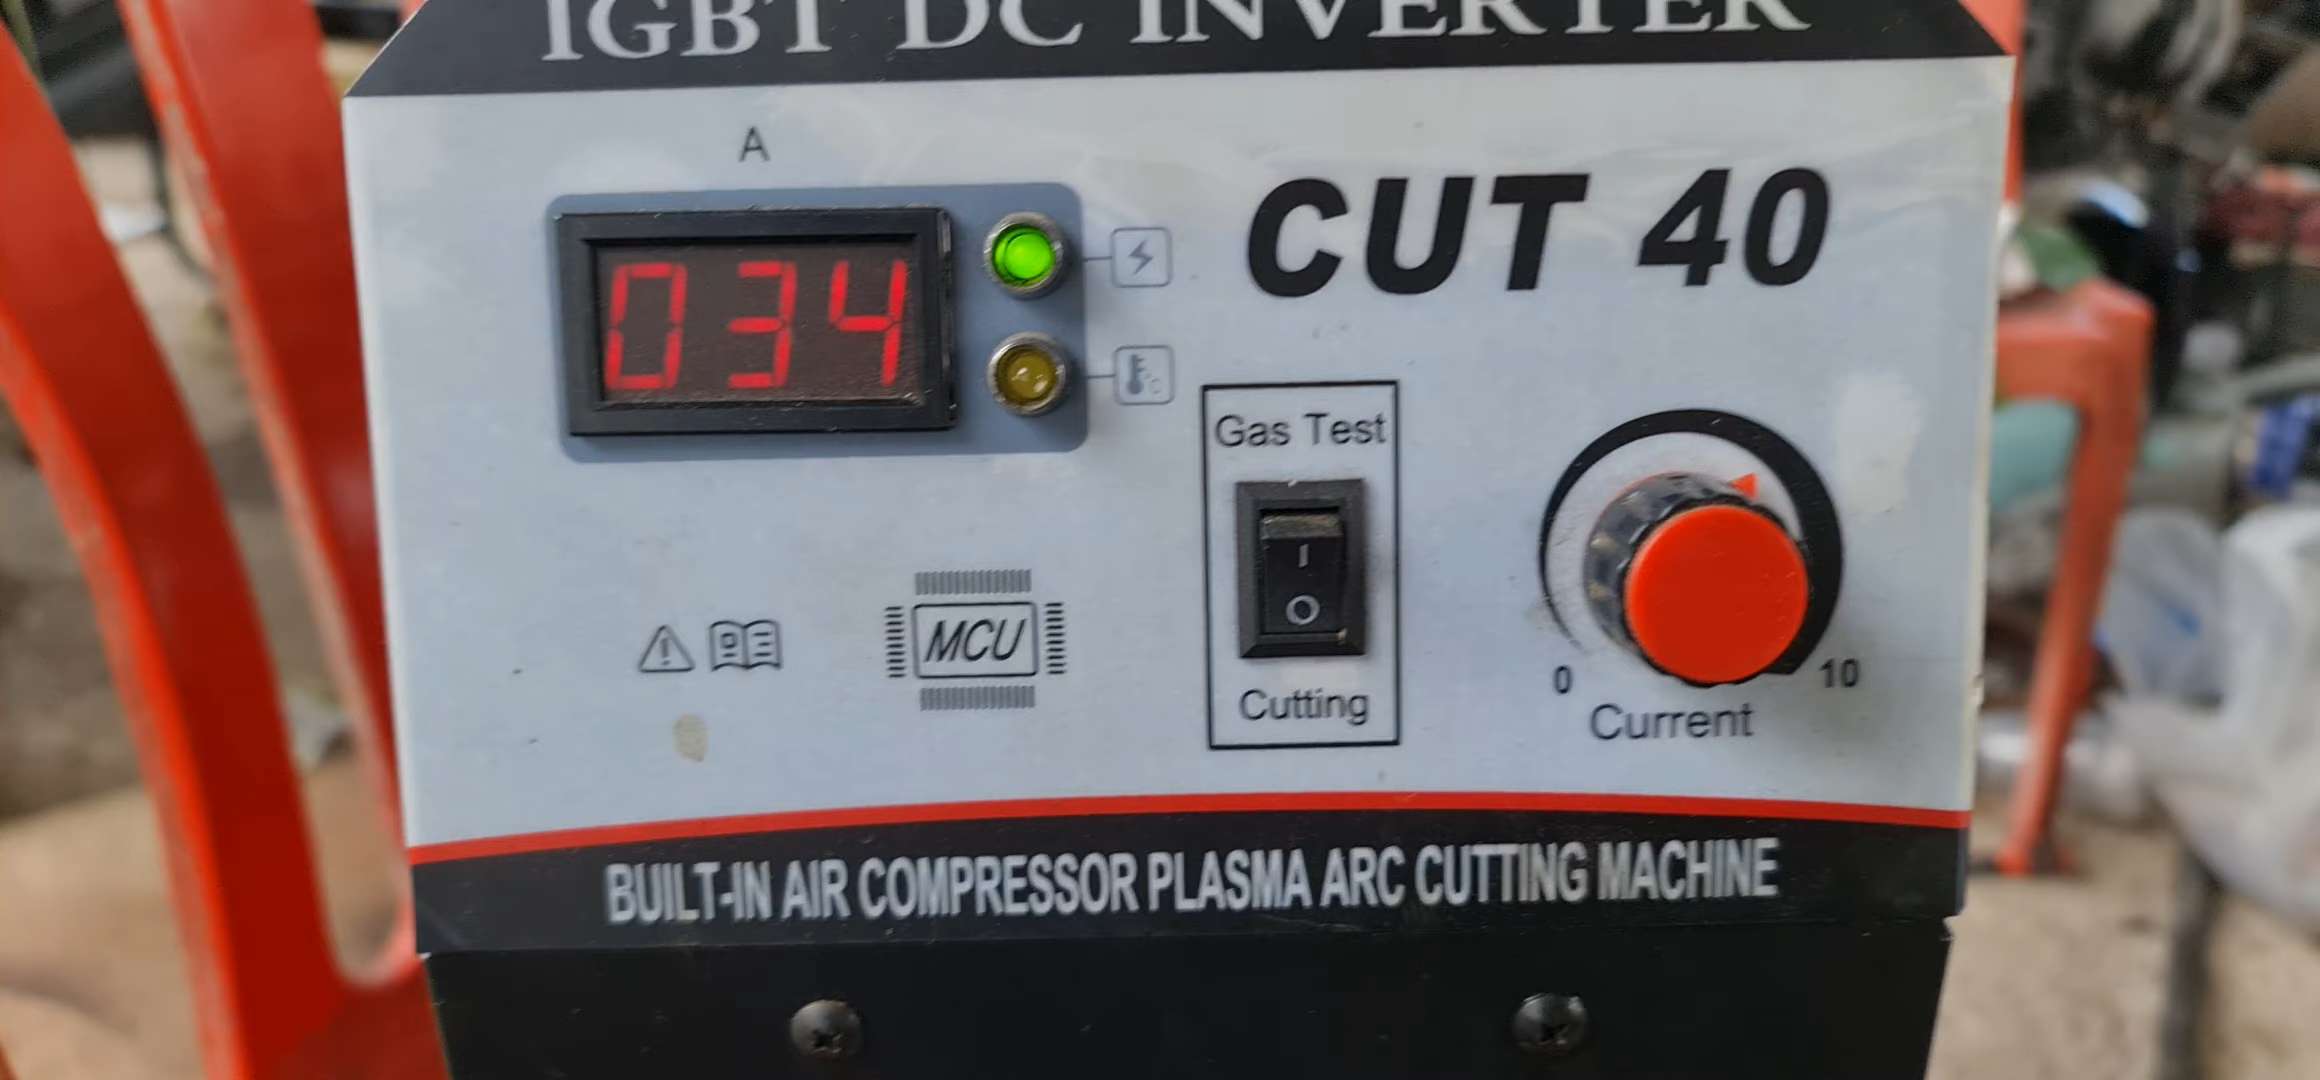 IGBT DC INVERTER
A
034
CUT 40
Gas Test
I
O
Cutting
MCU
0
10
Current
°C
BUILT-IN AIR COMPRESSOR PLASMA ARC CUTTING MACHINE